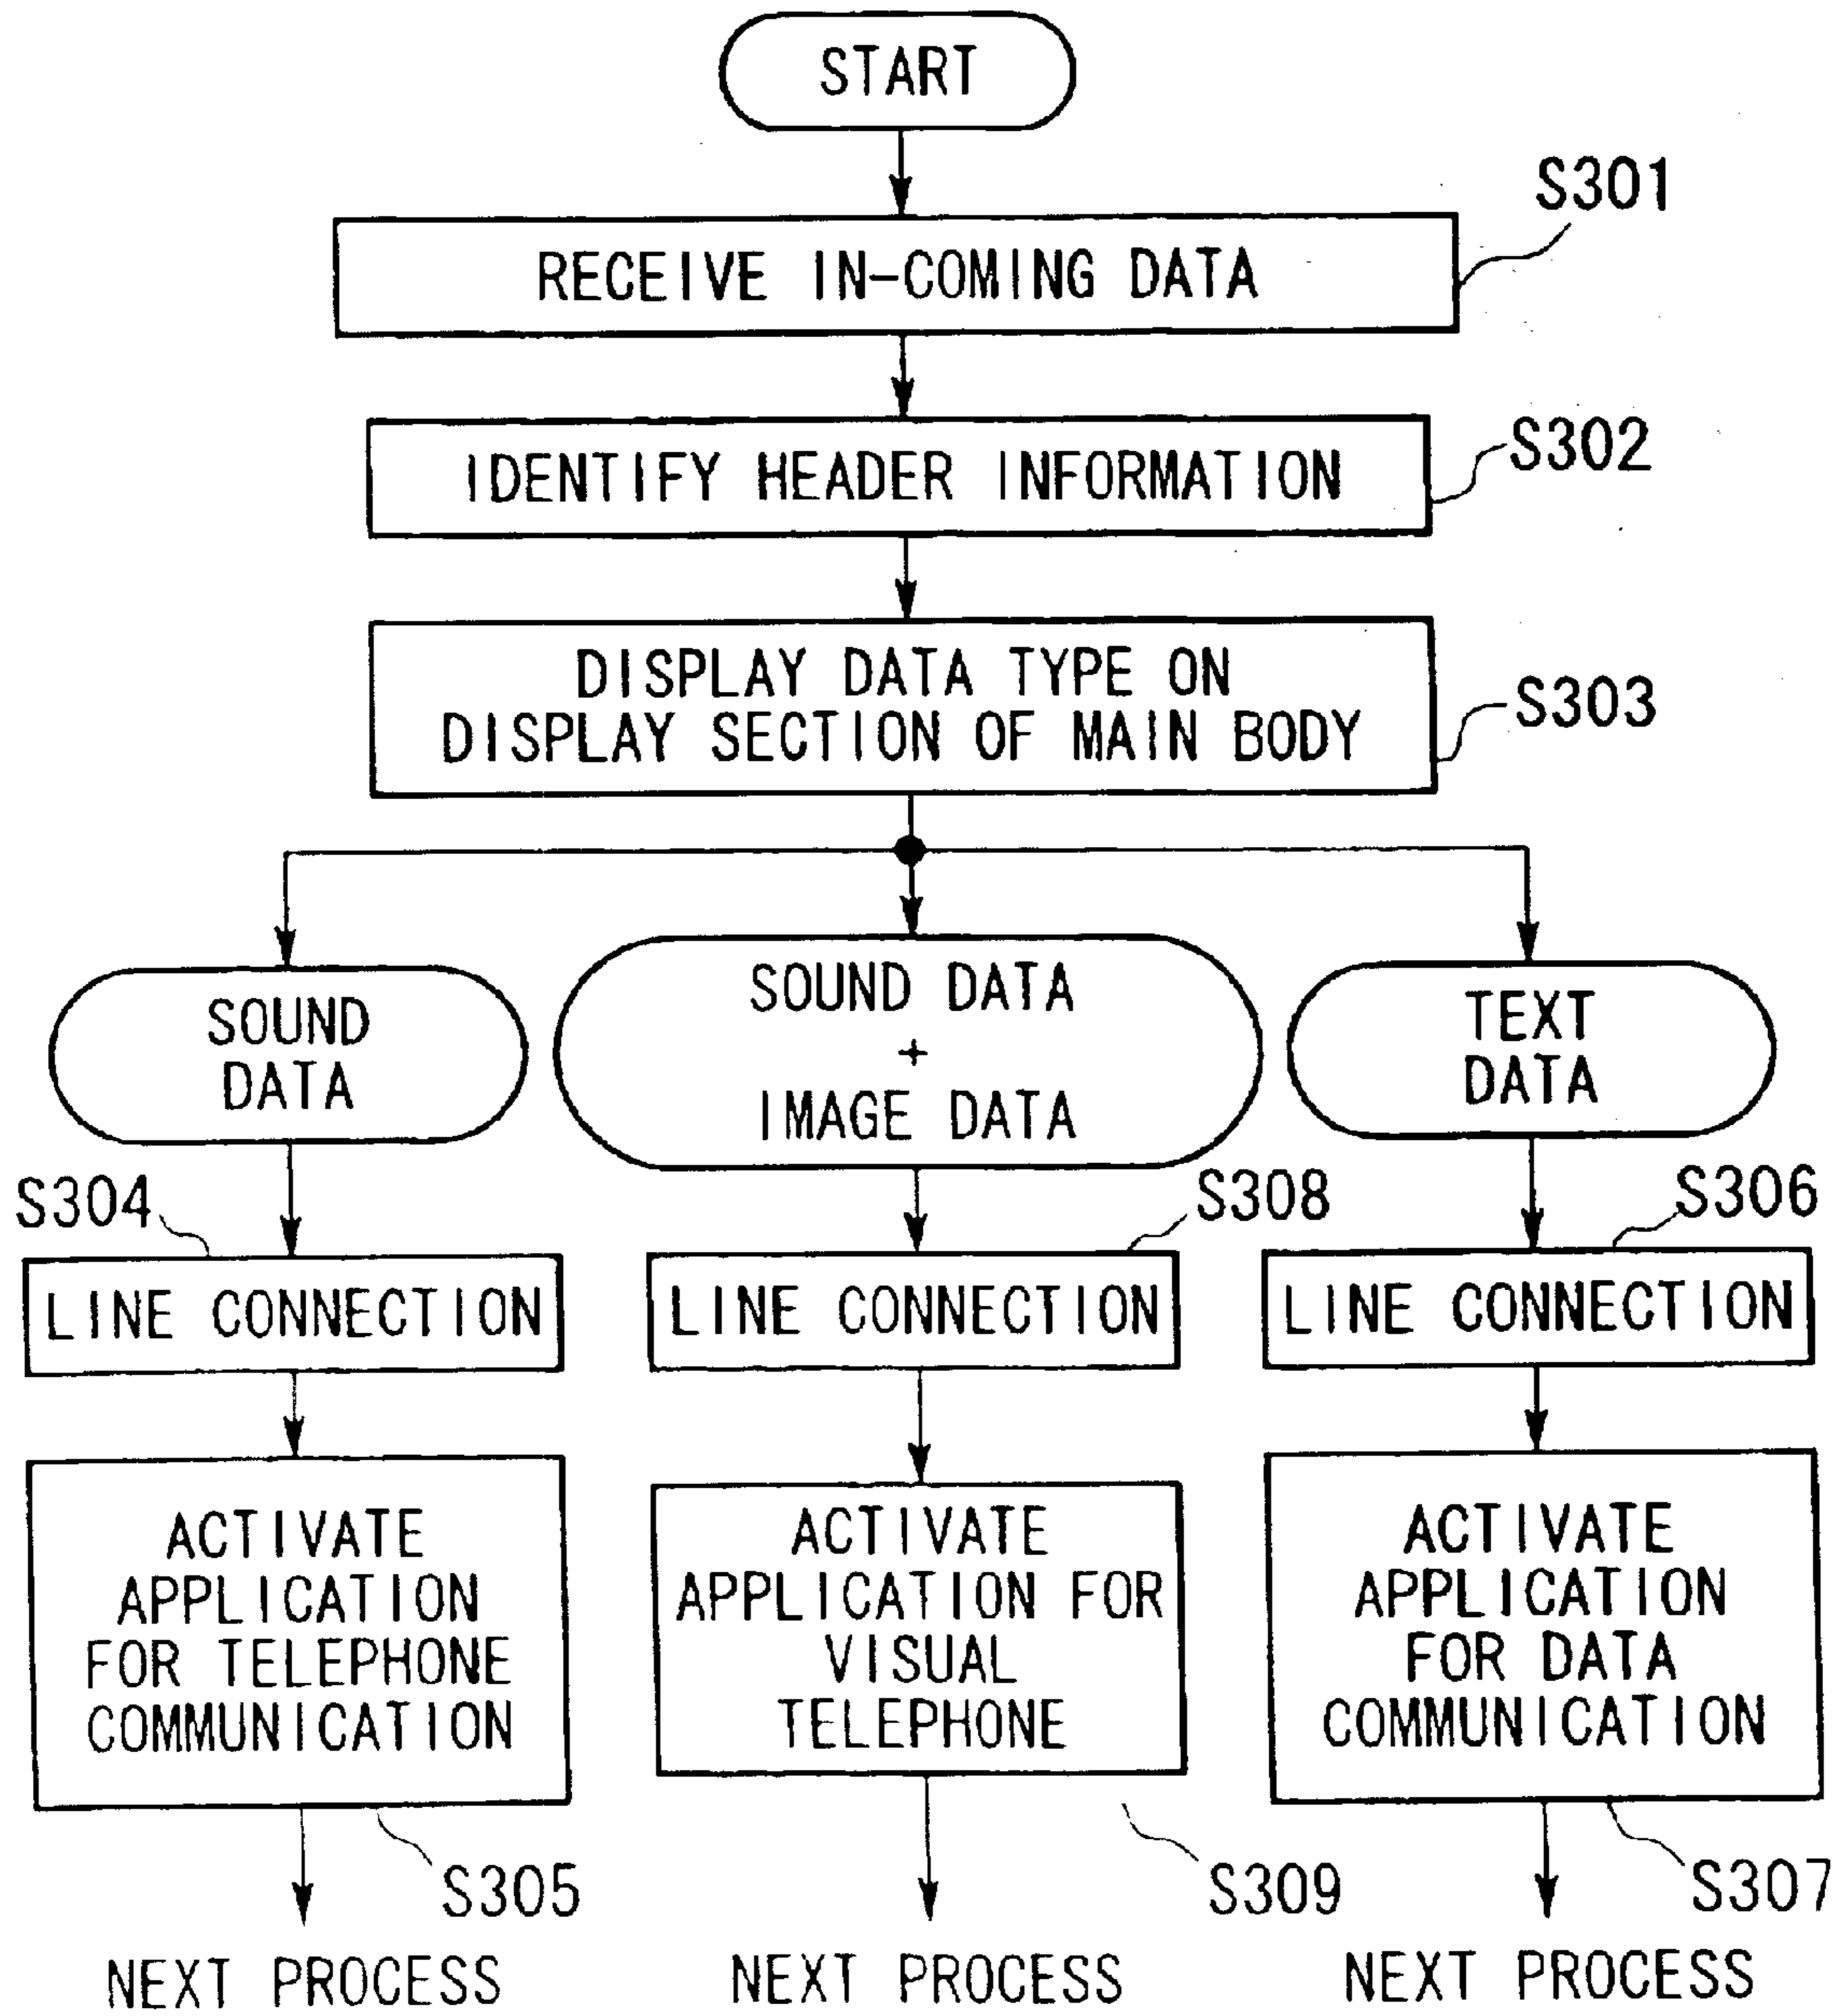 START
S301
RECEIVE IN-COMING DATA
IDENTIFY HEADER INFORMATION
S302
DISPLAY DATA TYPE ON
DISPLAY SECTION OF MAIN BODY
S303
SOUND
DATA
SOUND DATA
+
IMAGE DATA
TEXT
DATA
S304
S308
S306
LINE CONNECTION
LINE CONNECTION
LINE CONNECTION
ACTIVATE
APPLICATION
FOR TELEPHONE
COMMUNICATION
ACTIVATE
APPLICATION FOR
VISUAL
TELEPHONE
ACTIVATE
APPLICATION
FOR DATA
COMMUNICATION
S305
S309
S307
NEXT PROCESS
NEXT PROCESS
NEXT PROCESS